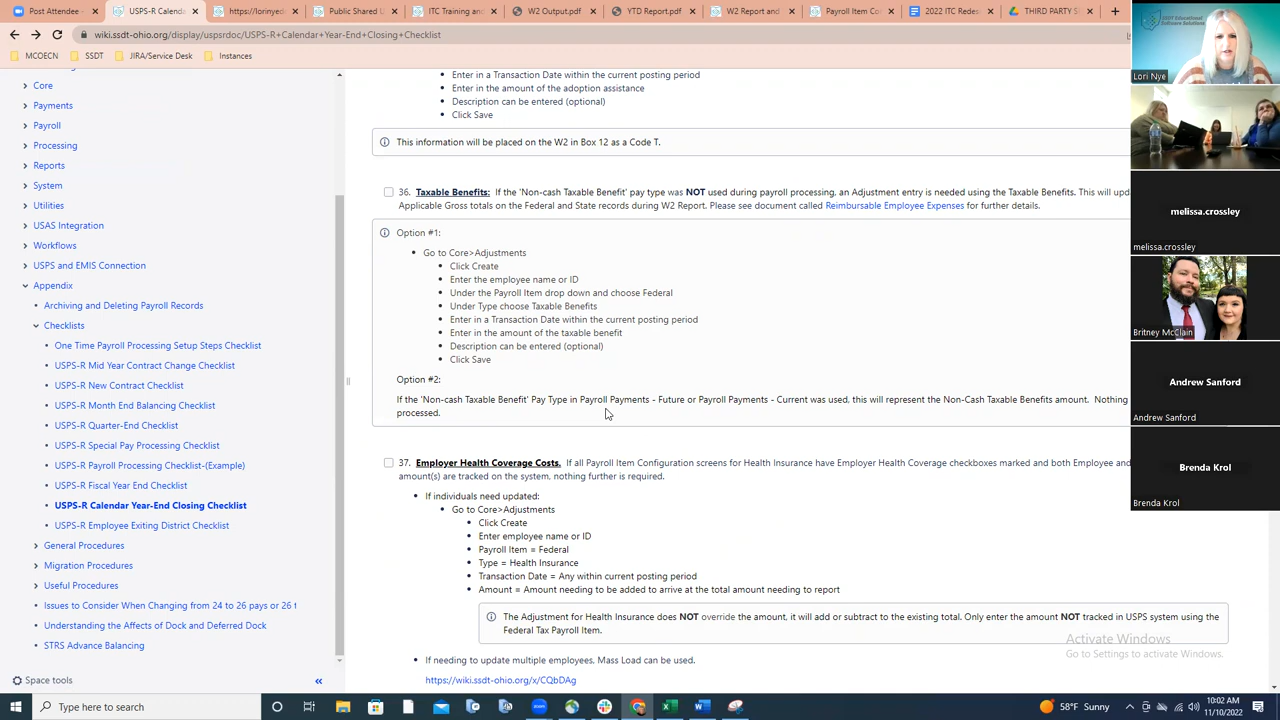 USPS-R Calendar
https://lorinyeo
Public Shared U
ITC Training and
W2 Output.pdf
YTD Report.pdf
W2 Report and
Payroll Item Co
2022 ITC Redes
THIRD PARTY S
wiki.ssdt-ohio.org/display/uspsrdoc/USPS-R+Calendar+Year-End+Closing+Checklist
MCOECN
SSDT
JIRA/Service Desk
Instances
Core
Payments
Payroll
Processing
Reports
System
Utilities
USAS Integration
Workflows
USPS and EMIS Connection
Appendix
Archiving and Deleting Payroll Records
Checklists
One Time Payroll Processing Setup Steps Checklist
USPS-R Mid Year Contract Change Checklist
USPS-R New Contract Checklist
USPS-R Month End Balancing Checklist
USPS-R Quarter-End Checklist
USPS-R Special Pay Processing Checklist
USPS-R Payroll Processing Checklist-(Example)
USPS-R Fiscal Year End Checklist
USPS-R Calendar Year-End Closing Checklist
USPS-R Employee Exiting District Checklist
General Procedures
Migration Procedures
Useful Procedures
Issues to Consider When Changing from 24 to 26 pays or 26 t
Understanding the Affects of Dock and Deferred Dock
STRS Advance Balancing
Space tools
Enter in a Transaction Date within the current posting period
Enter in the amount of the adoption assistance
Description can be entered (optional)
Click Save
This information will be placed on the W2 in Box 12 as a Code T.
36. Taxable Benefits: If the 'Non-cash Taxable Benefit' pay type was NOT used during payroll processing, an Adjustment entry is needed using the Taxable Benefits. This will upd
Applicable Gross totals on the Federal and State records during W2 Report. Please see document called Reimbursable Employee Expenses for further details.
Option #1:
Go to Core>Adjustments
Click Create
Enter the employee name or ID
Under the Payroll Item drop down and choose Federal
Under Type choose Taxable Benefits
Enter in a Transaction Date within the current posting period
Enter in the amount of the taxable benefit
Description can be entered (optional)
Click Save
Option #2:
If the 'Non-cash Taxable Benefit' Pay Type in Payroll Payments - Future or Payroll Payments - Current was used, this will represent the Non-Cash Taxable Benefits amount. Nothing
processed.
37. Employer Health Coverage Costs. If all Payroll Item Configuration screens for Health Insurance have Employer Health Coverage checkboxes marked and both Employee and
amount(s) are tracked on the system, nothing further is required.
If individuals need updated:
Go to Core>Adjustments
Click Create
Enter employee name or ID
Payroll Item = Federal
Type = Health Insurance
Transaction Date = Any within current posting period
Amount = Amount needing to be added to arrive at the total amount needing to report
The Adjustment for Health Insurance does NOT override the amount, it will add or subtract to the existing total. Only enter the amount NOT tracked in USPS system using the
Federal Tax Payroll Item.
If needing to update multiple employees, Mass Load can be used.
https://wiki.ssdt-ohio.org/x/CQbDAg
Activate Windows
Go to Settings to activate Windows.
Lori Nye
melissa.crossley
melissa.crossley
Britney McClain
Andrew Sanford
Andrew Sanford
Brenda Krol
Brenda Krol
Type here to search
58°F Sunny
10:02 AM
11/10/2022